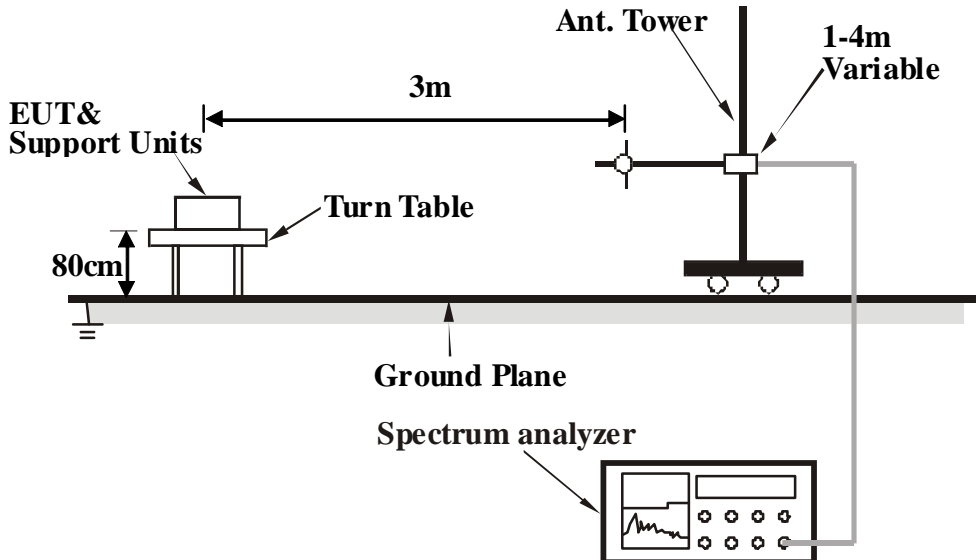 Ant. Tower
1-4m
Variable
3m
EUT&
Support Units
Turn Table
80cm
Ground Plane
Spectrum analyzer